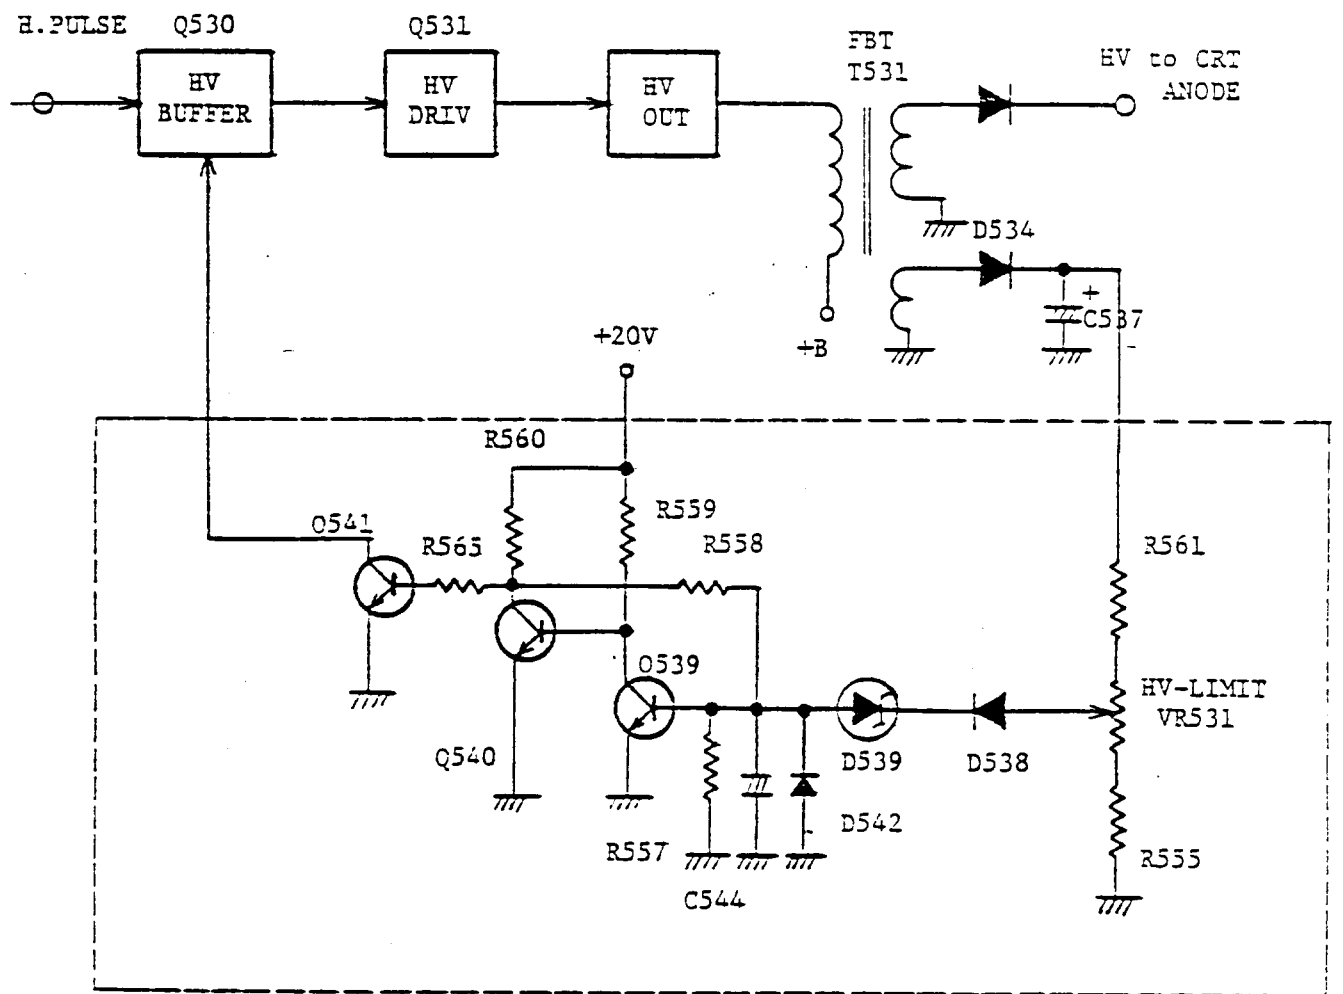 H.PULSE
Q530
Q531
HV
BUFFER
HV
DRIV
HV
OUT
FBT
T531
HV to CRT
ANODE
D534
+
C537
+B
+20V
R560
R559
R558
Q541
R565
R561
Q539
HV-LIMIT
VR531
Q540
D539
D538
D542
R557
C544
R555